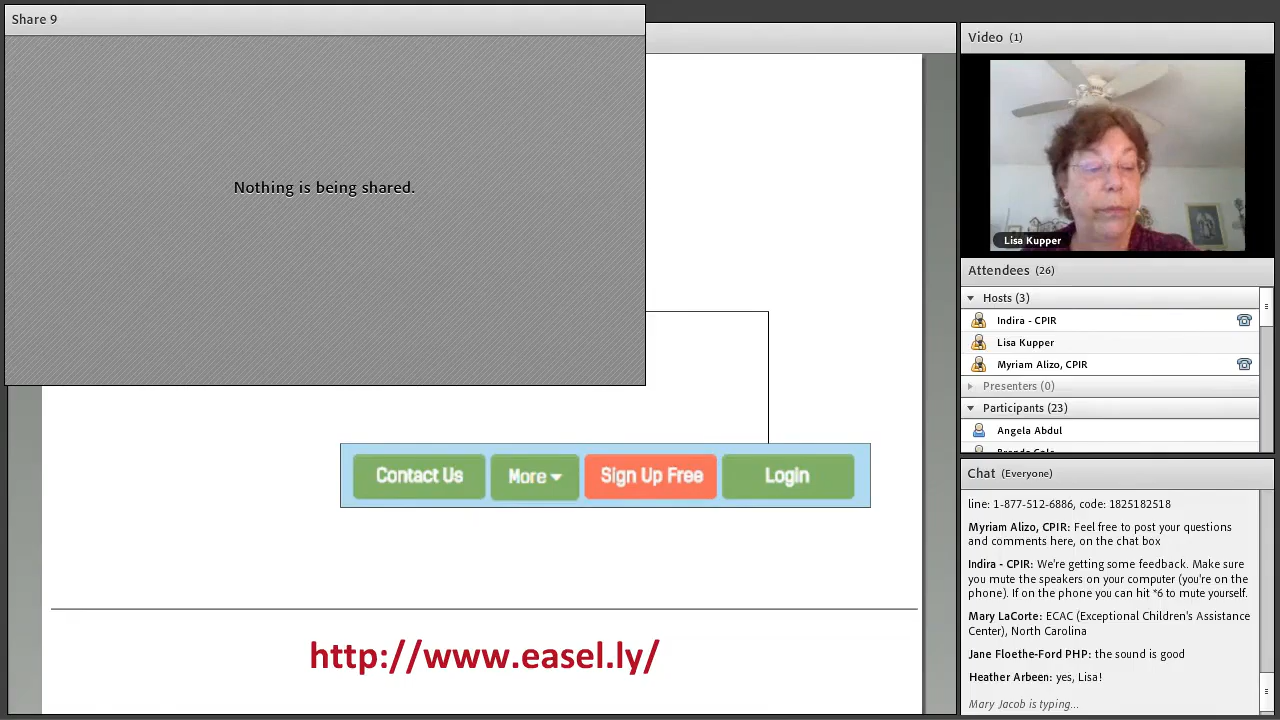 Share 9
Nothing is being shared.
Contact Us
More
Sign Up Free
Login
http://www.easel.ly/
Video (1)
Lisa Kupper
Attendees (26)
Hosts (3)
Indira - CPIR
Lisa Kupper
Myriam Alizo, CPIR
Presenters (0)
Participants (23)
Angela Abdul
Chat (Everyone)
line: 1-877-512-6886, code: 1825182518
Myriam Alizo, CPIR: Feel free to post your questions
and comments here, on the chat box
Indira - CPIR: We're getting some feedback. Make sure
you mute the speakers on your computer (you're on the
phone). If on the phone you can hit *6 to mute yourself.
Mary LaCorte: ECAC (Exceptional Children's Assistance
Center), North Carolina
Jane Floethe-Ford PHP: the sound is good
Heather Arbeen: yes, Lisa!
Mary Jacob is typing...